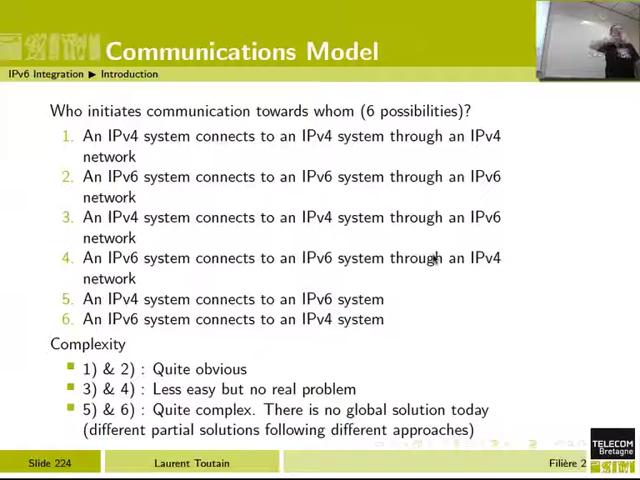 Communications Model
IPv6 Integration ▶ Introduction
Who initiates communication towards whom (6 possibilities)?
1. An IPv4 system connects to an IPv4 system through an IPv4
network
2. An IPv6 system connects to an IPv6 system through an IPv6
network
3. An IPv4 system connects to an IPv4 system through an IPv6
network
4. An IPv6 system connects to an IPv6 system through an IPv4
network
5. An IPv4 system connects to an IPv6 system
6. An IPv6 system connects to an IPv4 system
Complexity
1) & 2) : Quite obvious
3) & 4) : Less easy but no real problem
5) & 6) : Quite complex. There is no global solution today
(different partial solutions following different approaches)
TELECOM
Bretagne
Slide 224
Laurent Toutain
Filière 2